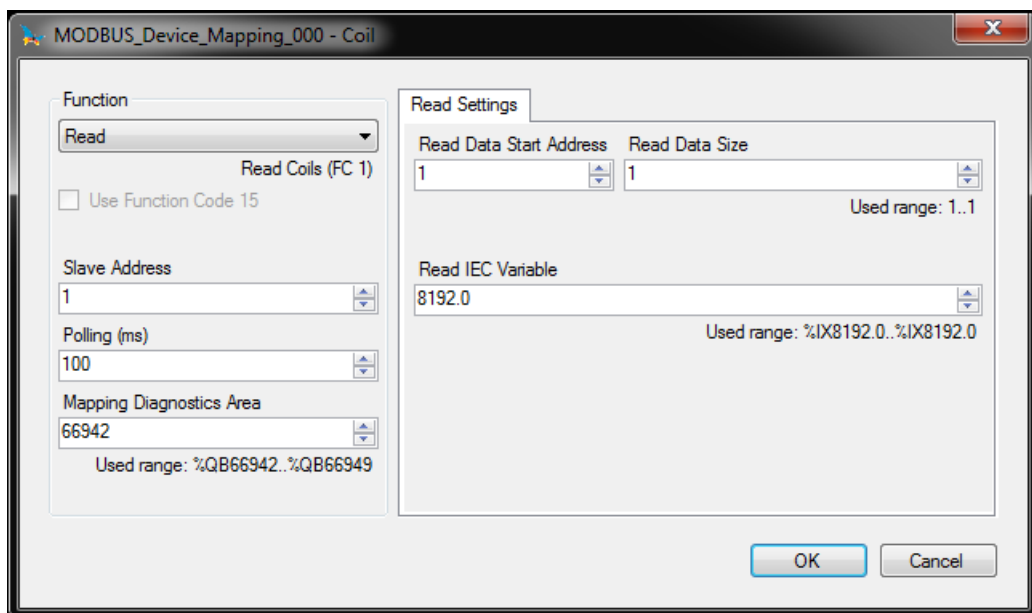 MODBUS_Device_Mapping_000 - Coil
Function
Read
Read Coils (FC 1)
Use Function Code 15
Slave Address
1
Polling (ms)
100
Mapping Diagnostics Area
66942
Used range: %QB66942..%QB66949
Read Settings
Read Data Start Address Read Data Size
1 1
Used range: 1..1
Read IEC Variable
8192.0
Used range: %IX8192.0..%IX8192.0
OK Cancel